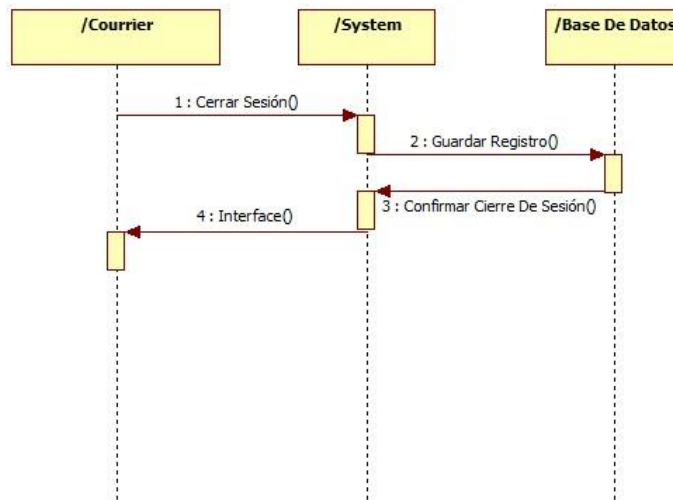 /Courrier
/System
/Base De Datos
1 : Cerrar Sesión()
2 : Guardar Registro()
3 : Confirmar Cierre De Sesión()
4 : Interface()